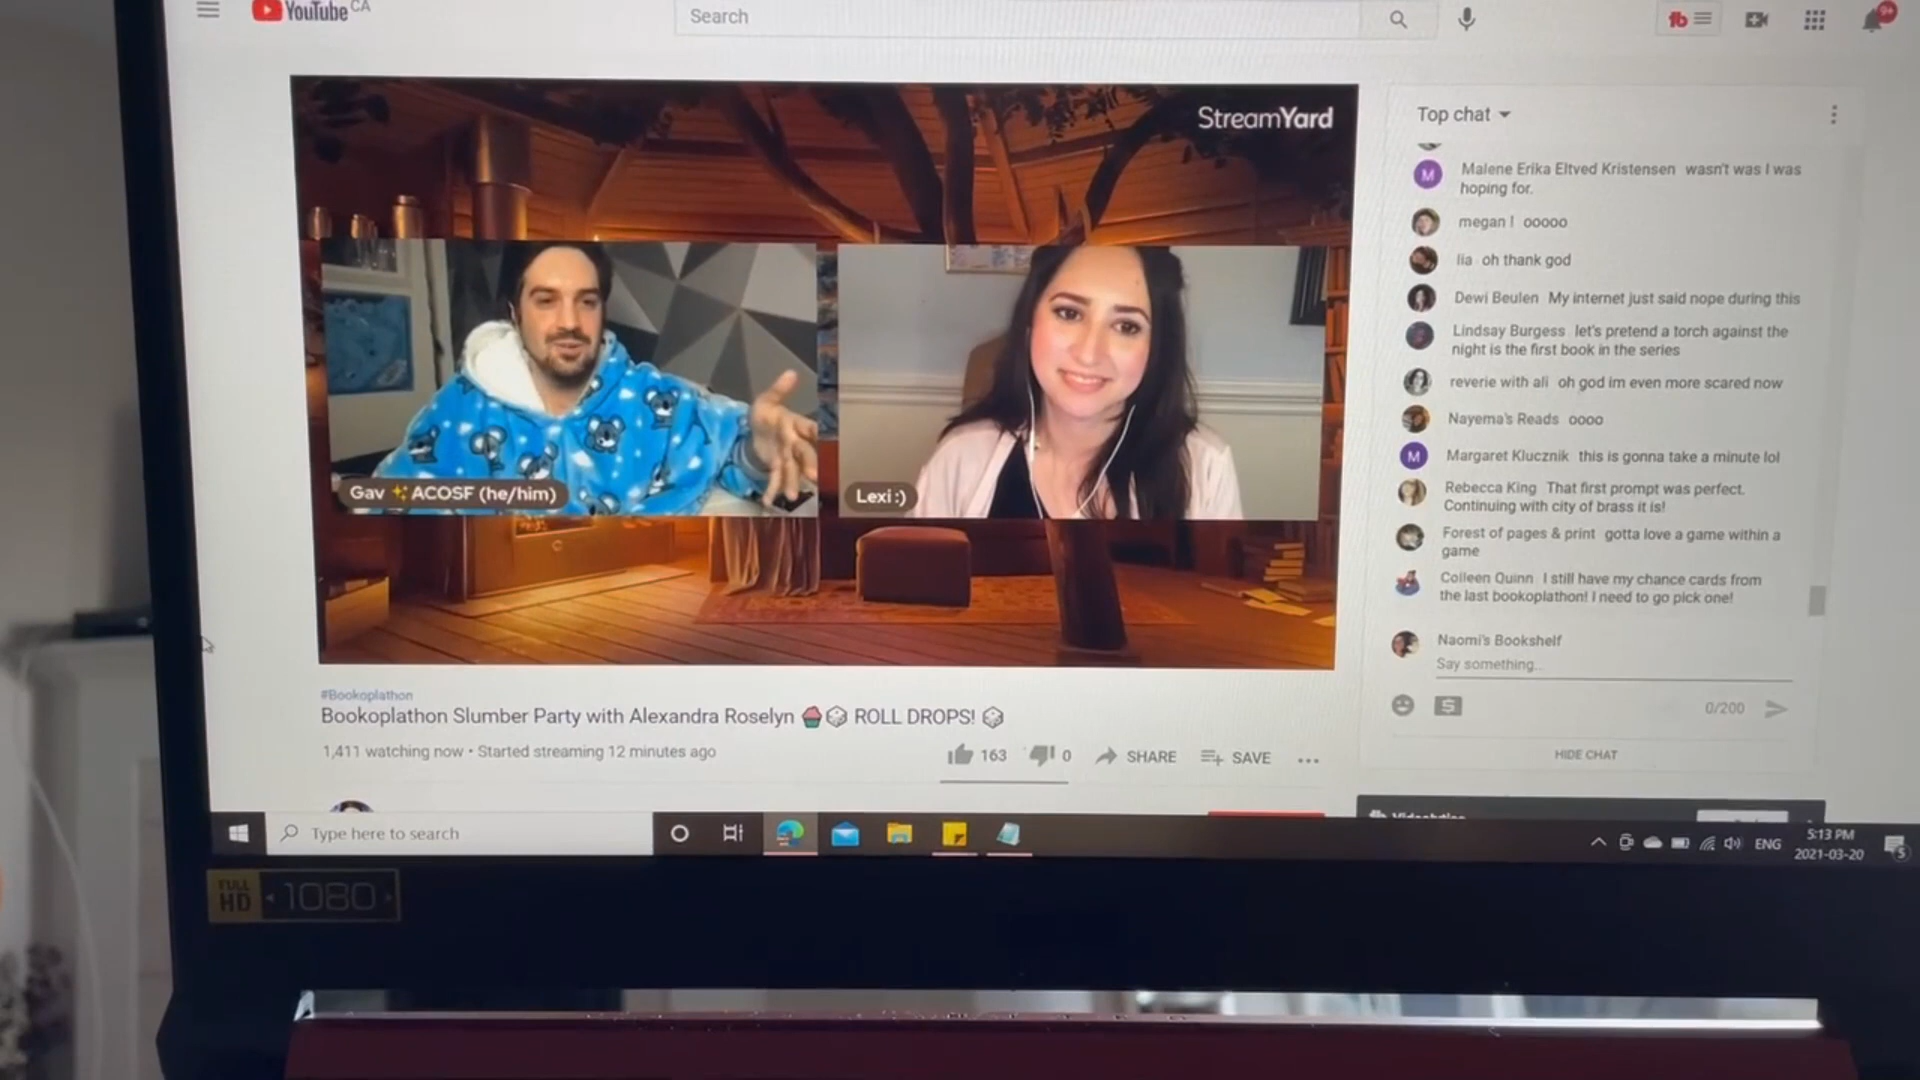 YouTube CA
Search
9+
StreamYard
Gav ✨ACOSF (he/him)
Lexi :)
#Bookoplathon
Bookoplathon Slumber Party with Alexandra Roselyn 🧁🎲 ROLL DROPS! 🎲
1,411 watching now • Started streaming 12 minutes ago
163
0
SHARE
SAVE
Top chat
M
Malene Erika Eltved Kristensen wasn't was I was
hoping for.
megan ! ooooo
lia oh thank god
Dewi Beulen My internet just said nope during this
Lindsay Burgess let's pretend a torch against the
night is the first book in the series
reverie with ali oh god im even more scared now
Nayema's Reads oooo
M
Margaret Klucznik this is gonna take a minute lol
Rebecca King That first prompt was perfect.
Continuing with city of brass it is!
Forest of pages & print gotta love a game within a
game
Colleen Quinn I still have my chance cards from
the last bookoplathon! I need to go pick one!
Naomi's Bookshelf
Say something...
0/200
HIDE CHAT
Type here to search
ENG
5:13 PM
2021-03-20
5
FULL
HD
1080